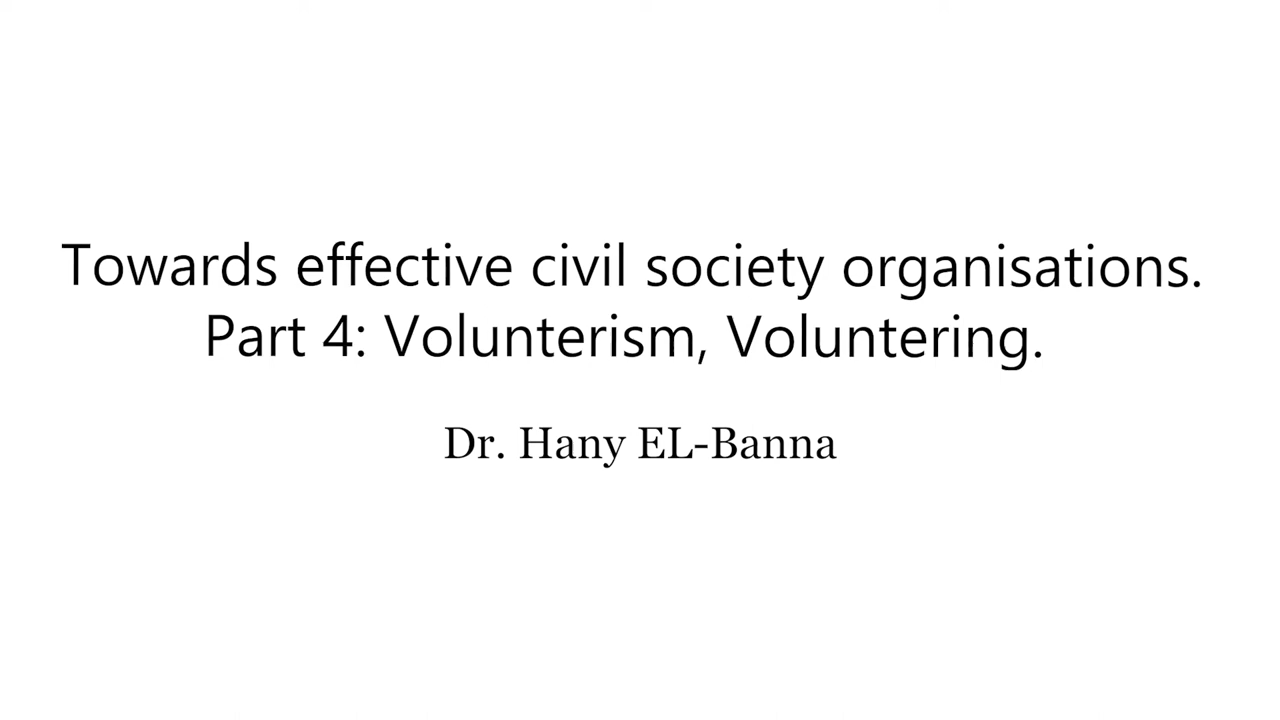 Towards effective civil society organisations.
Part 4: Volunterism, Voluntering.
Dr. Hany EL-Banna